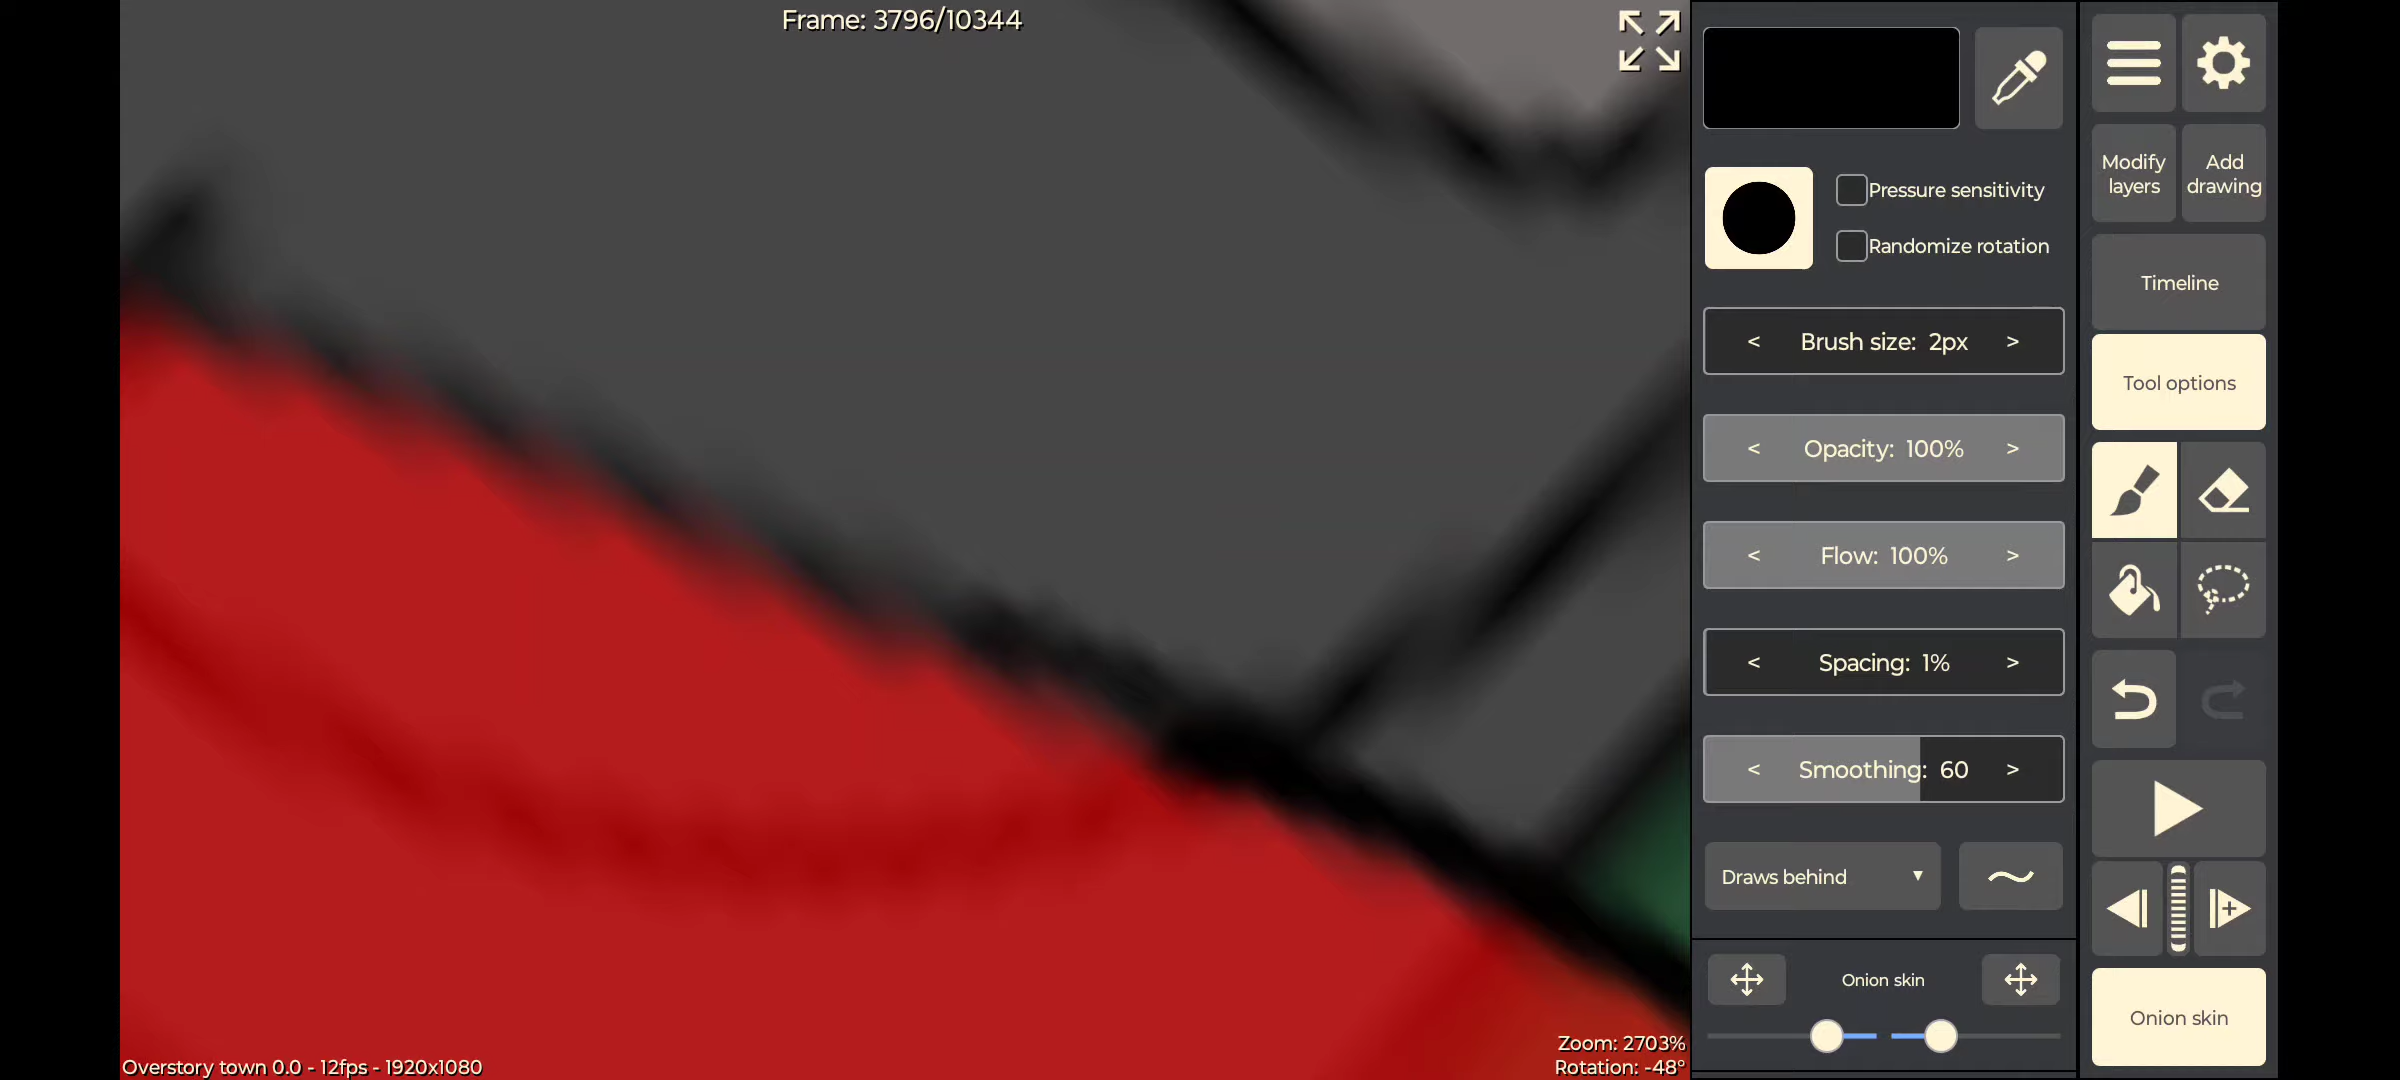 Frame: 3796/10344
Pressure sensitivity
Randomize rotation
< Brush size: 2px >
< Opacity: 100% >
< Flow: 100% >
< Spacing: 1% >
< Smoothing: 60 >
Draws behind
Onion skin
Modify
layers
Add
drawing
Timeline
Tool options
Onion skin
Zoom: 2703%
Rotation: -48°
Overstory town 0.0 - 12fps - 1920x1080